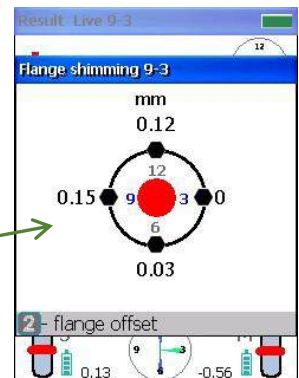 Result Live 9-3
12
Flange shimming 9-3
mm
0.12
12
0.15 9 3 0
6
0.03
2 - flange offset
9 3
0.13 -0.56